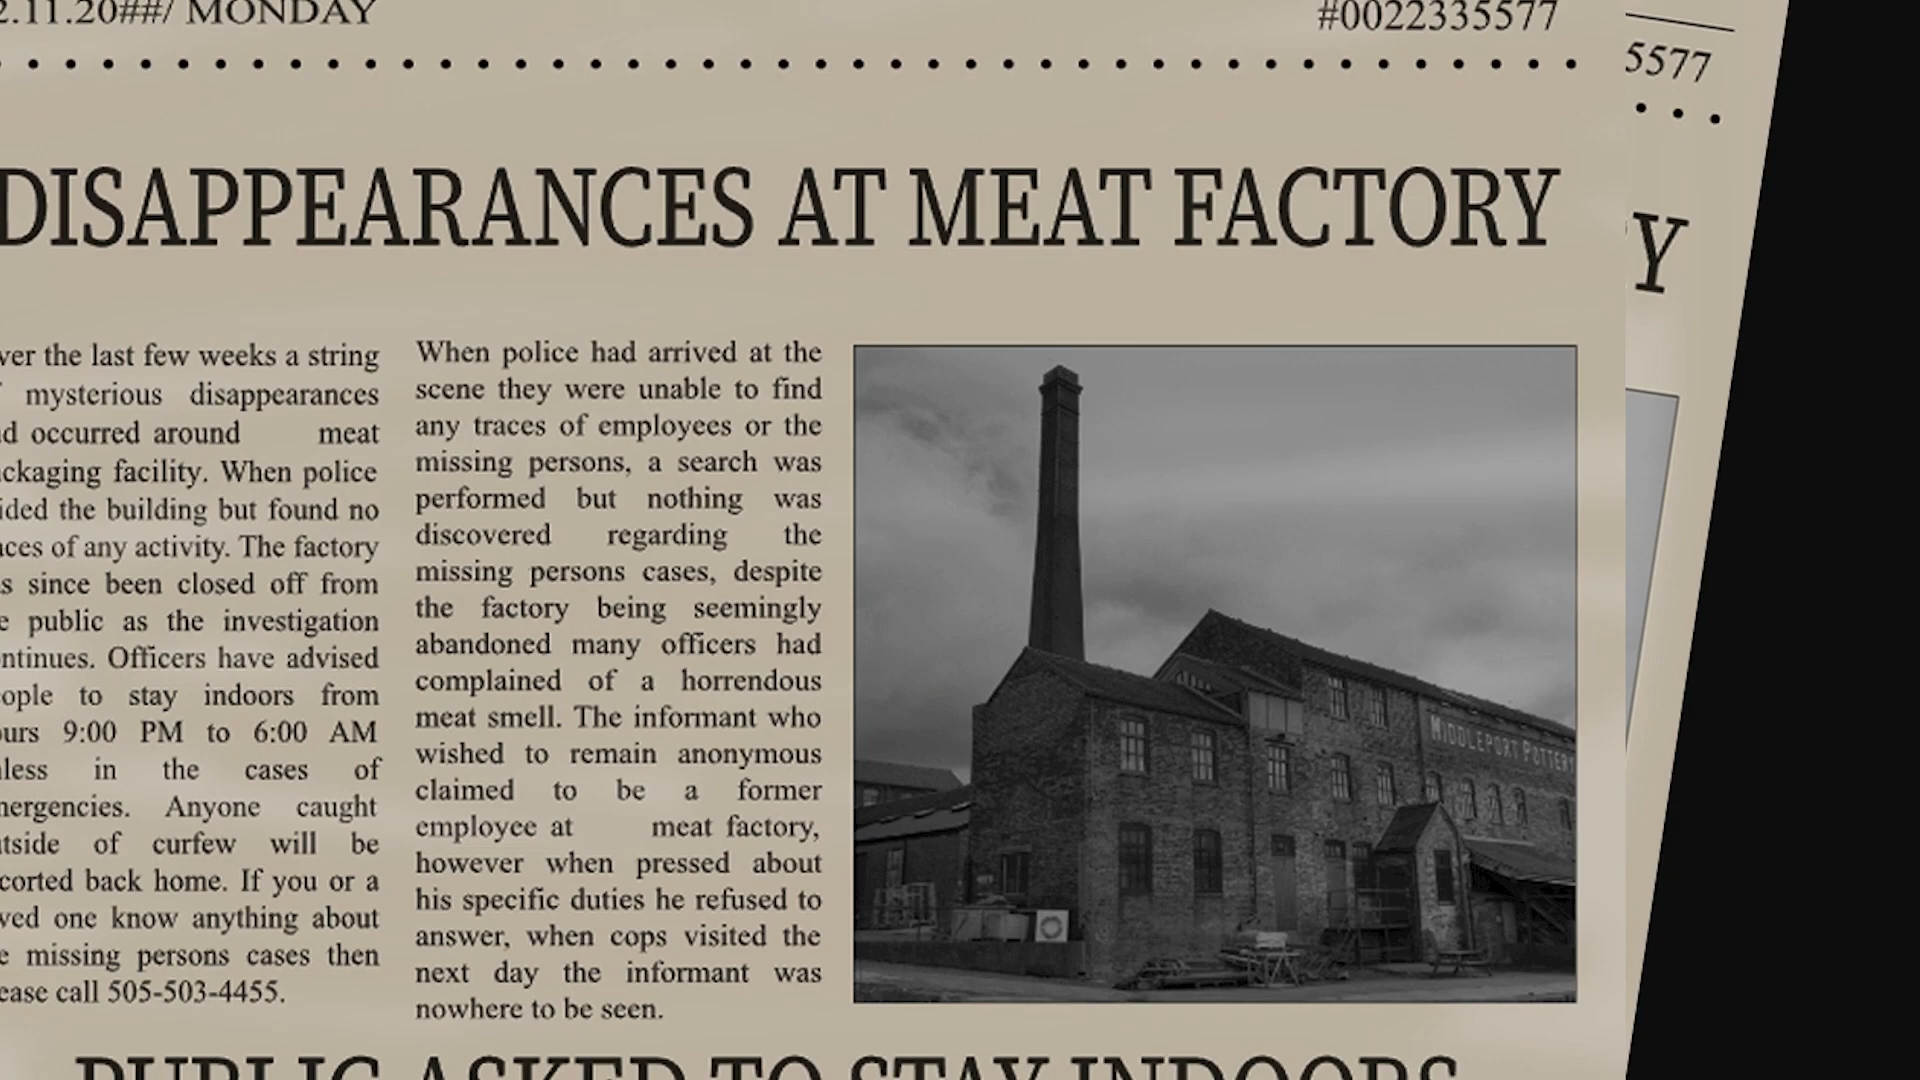 2.11.20##/ MONDAY
#0022335577
5577
DISAPPEARANCES AT MEAT FACTORY
Y
ver the last few weeks a string
mysterious disappearances
d occurred around meat
ckaging facility. When police
ided the building but found no
aces of any activity. The factory
s since been closed off from
e public as the investigation
ntinues. Officers have advised
ople to stay indoors from
ours 9:00 PM to 6:00 AM
less in the cases of
mergencies. Anyone caught
utside of curfew will be
corted back home. If you or a
ved one know anything about
e missing persons cases then
ease call 505-503-4455.
When police had arrived at the
scene they were unable to find
any traces of employees or the
missing persons, a search was
performed but nothing was
discovered regarding the
missing persons cases, despite
the factory being seemingly
abandoned many officers had
complained of a horrendous
meat smell. The informant who
wished to remain anonymous
claimed to be a former
employee at meat factory,
however when pressed about
his specific duties he refused to
answer, when cops visited the
next day the informant was
nowhere to be seen.
MIDDLEPORT POTTERY
PUBLIC ASKED TO STAY INDOORS